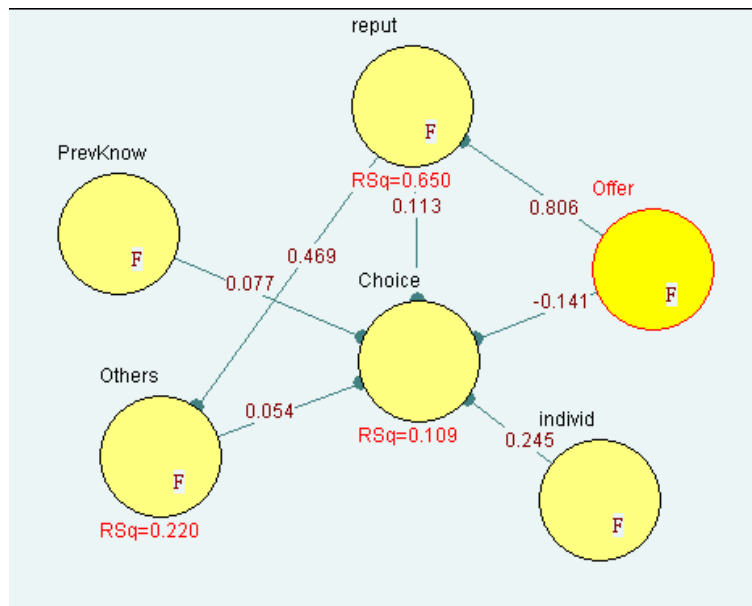 reput
F
RSq=0.650
PrevKnow
F
Offer
F
0.113
0.806
0.469
0.077
Choice
-0.141
Others
F
RSq=0.220
0.054
RSq=0.109
individ
0.245
F